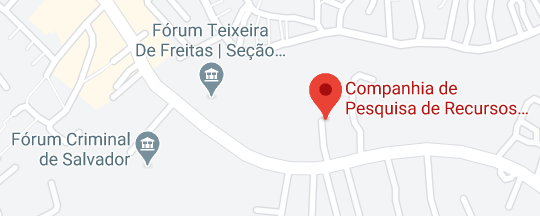 Fórum Teixeira
De Freitas | Seção...
Companhia de
Pesquisa de Recursos...
Fórum Criminal
de Salvador